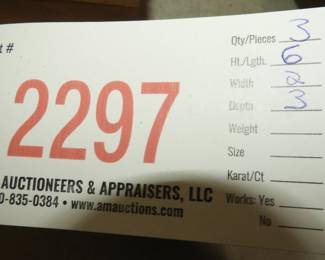 t #
2297
AUCTIONEERS & APPRAISERS, LLC
0-835-0384 • www.amauctions.com
Qty/Pieces 3
Ht./Lgth. 6
Width 2
Depth 3
Weight
Size
Karat/Ct
Works: Yes
No